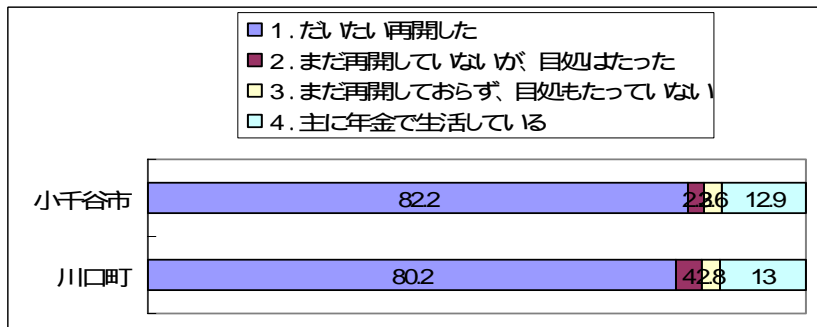 1．だいたい再開した
2．まだ再開していないが、目処はたった
3．まだ再開しておらず、目処もたっていない
4．主に年金で生活している
小千谷市 82.2 12.9
川口町 80.2 4 2.8 13